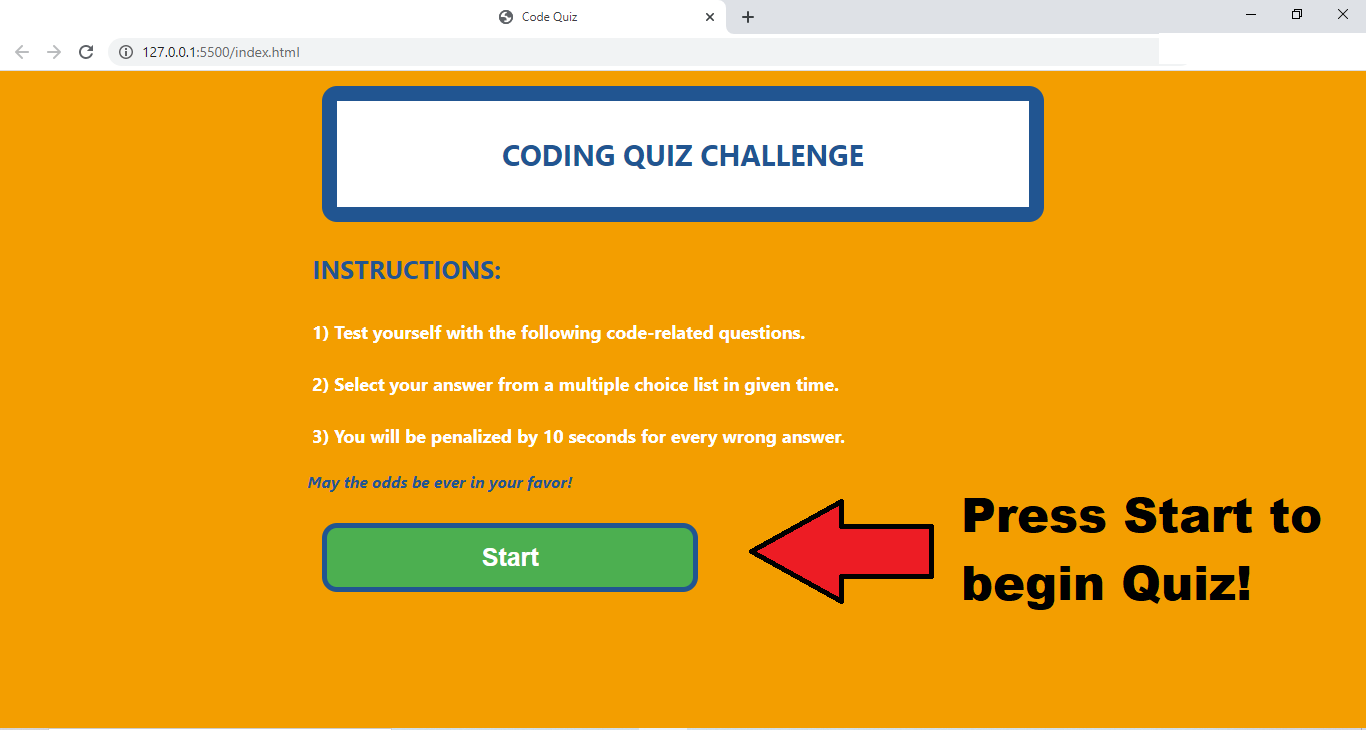 Code Quiz
127.0.0.1:5500/index.html
CODING QUIZ CHALLENGE
INSTRUCTIONS:
1) Test yourself with the following code-related questions.
2) Select your answer from a multiple choice list in given time.
3) You will be penalized by 10 seconds for every wrong answer.
May the odds be ever in your favor!
Start
Press Start to
begin Quiz!